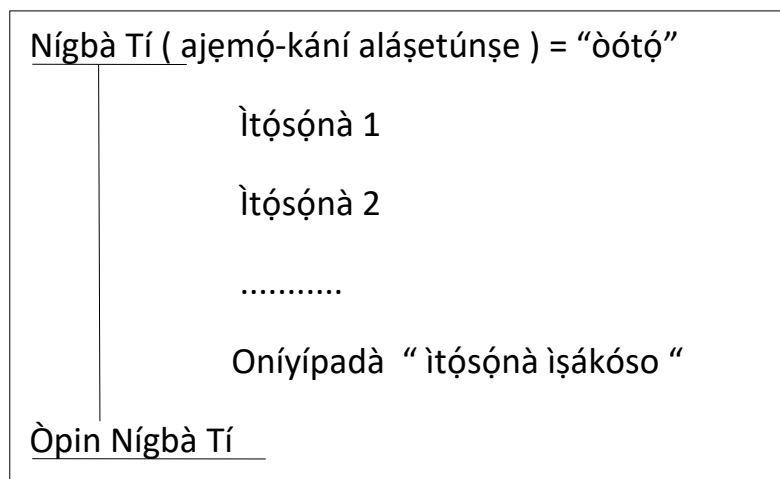 Nígbà Tí ( ajẹmọ́-kání aláṣetúnṣe ) = “òótọ́”
Ìtọ́sọ́nà 1
Ìtọ́sọ́nà 2
...........
Oníyípadà “ ìtọ́sọ́nà ìṣákóso “
Òpin Nígbà Tí